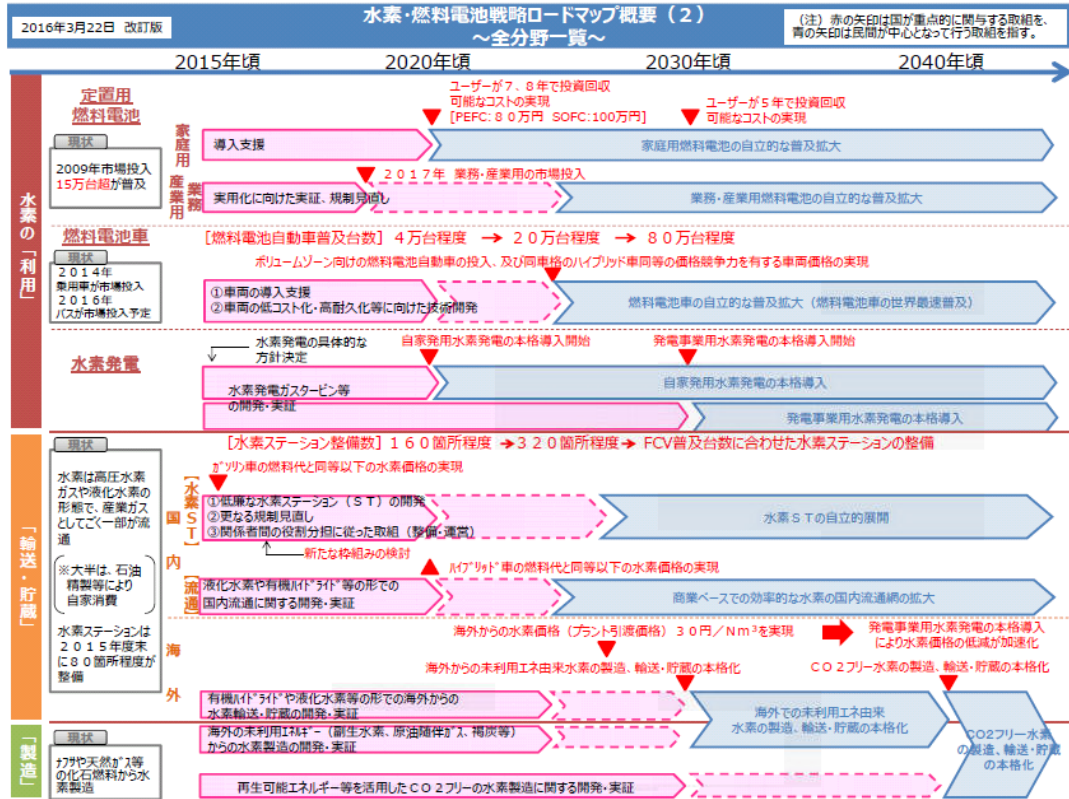 2016年3月22日 改訂版
水素・燃料電池戦略ロードマップ概要（2）
～全分野一覧～
（注）赤の矢印は国が重点的に関与する取組を、
青の矢印は民間が中心となって行う取組を指す。
2015年頃
2020年頃
2030年頃
2040年頃
水素の「利用」
定置用
燃料電池
現状
2009年市場投入
15万台超が普及
家庭用
ユーザーが７、８年で投資回収
可能なコストの実現
[PEFC:８０万円 SOFC:100万円]
ユーザーが５年で投資回収
可能なコストの実現
導入支援
家庭用燃料電池の自立的な普及拡大
業務
産業用
2017年 業務・産業用の市場投入
実用化に向けた実証、規制見直し
業務・産業用燃料電池の自立的な普及拡大
燃料電池車
現状
２０１４年
乗用車が市場投入
２０１６年
バスが市場投入予定
[燃料電池自動車普及台数] ４万台程度 → ２０万台程度 → ８０万台程度
ボリュームゾーン向けの燃料電池自動車の投入、及び同車格のハイブリッド車同等の価格競争力を有する車両価格の実現
①車両の導入支援
②車両の低コスト化・高耐久化等に向けた技術開発
燃料電池車の自立的な普及拡大（燃料電池車の世界最速普及）
水素発電
水素発電の具体的な
方針決定
自家発用水素発電の本格導入開始
発電事業用水素発電の本格導入開始
水素発電ガスタービン等
の開発・実証
自家発用水素発電の本格導入
発電事業用水素発電の本格導入
「輸送・貯蔵」
現状
水素は高圧水素
ガスや液化水素の
形態で、産業ガス
としてごく一部が流
通
※大半は、石油
精製等により
自家消費
水素ステーションは
２０１５年度末
に８０箇所程度が
整備
国内
[水素ステーション整備数] １６０箇所程度 →３２０箇所程度→ FCV普及台数に合わせた水素ステーションの整備
ｶﾞｿﾘﾝ車の燃料代と同等以下の水素価格の実現
【水素ＳＴ】
①低廉な水素ステーション（ＳＴ）の開発
②更なる規制見直し
③関係者間の役割分担に従った取組（整備・運営）
水素ＳＴの自立的展開
新たな枠組みの検討
ﾊｲﾌﾞﾘｯﾄﾞ車の燃料代と同等以下の水素価格の実現
【流通】
液化水素や有機ﾊｲﾄﾞﾗｲﾄﾞ等の形での
国内流通に関する開発・実証
商業ベースでの効率的な水素の国内流通網の拡大
海外
海外からの水素価格（プラント引渡価格）３０円／Nm³を実現
発電事業用水素発電の本格導入
により水素価格の低減が加速化
海外からの未利用エネ由来水素の製造、輸送・貯蔵の本格化
ＣＯ２フリー水素の製造、輸送・貯蔵の本格化
有機ﾊｲﾄﾞﾗｲﾄﾞや液化水素等の形での海外からの
水素輸送・貯蔵の開発・実証
海外での未利用エネ由来
水素の製造、輸送・貯蔵の本格化
CO2フリー水素
の製造、輸送・貯蔵
の本格化
「製造」
現状
ﾅﾌｻや天然ｶﾞｽ等
の化石燃料から水
素製造
海外の未利用ｴﾈﾙｷﾞｰ（副生水素、原油随伴ｶﾞｽ、褐炭等）
からの水素製造の開発・実証
再生可能エネルギー等を活用したＣＯ２フリーの水素製造に関する開発・実証